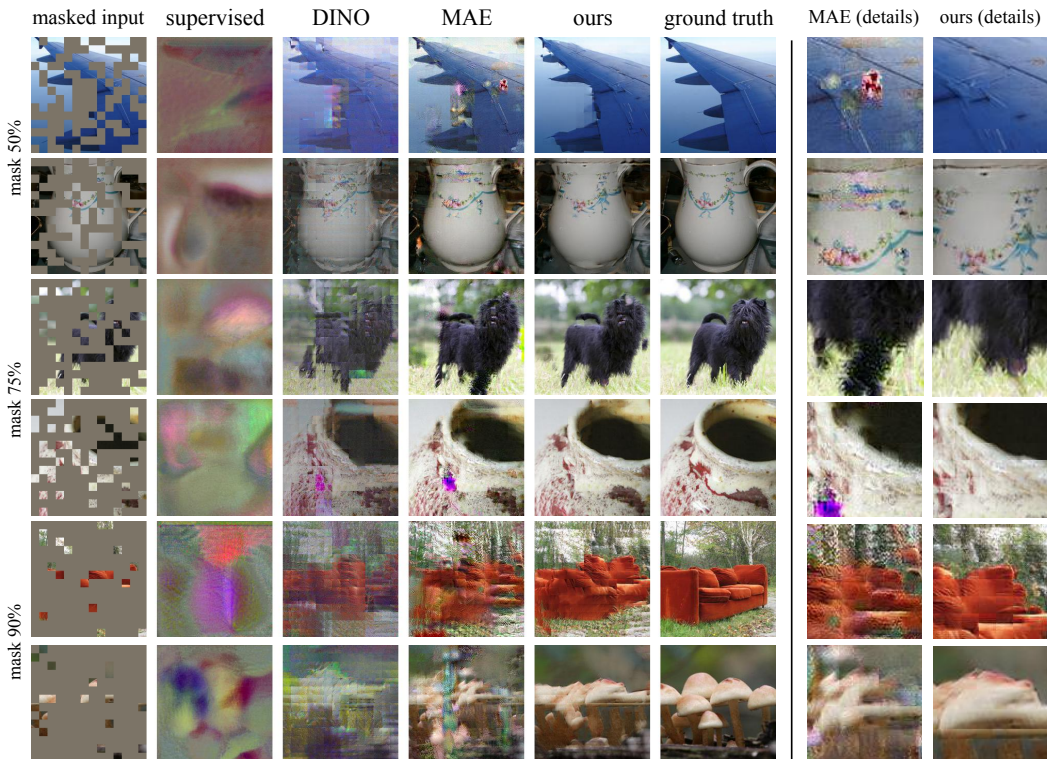 masked input supervised DINO MAE ours ground truth MAE (details) ours (details)
mask 50%
mask 75%
mask 90%